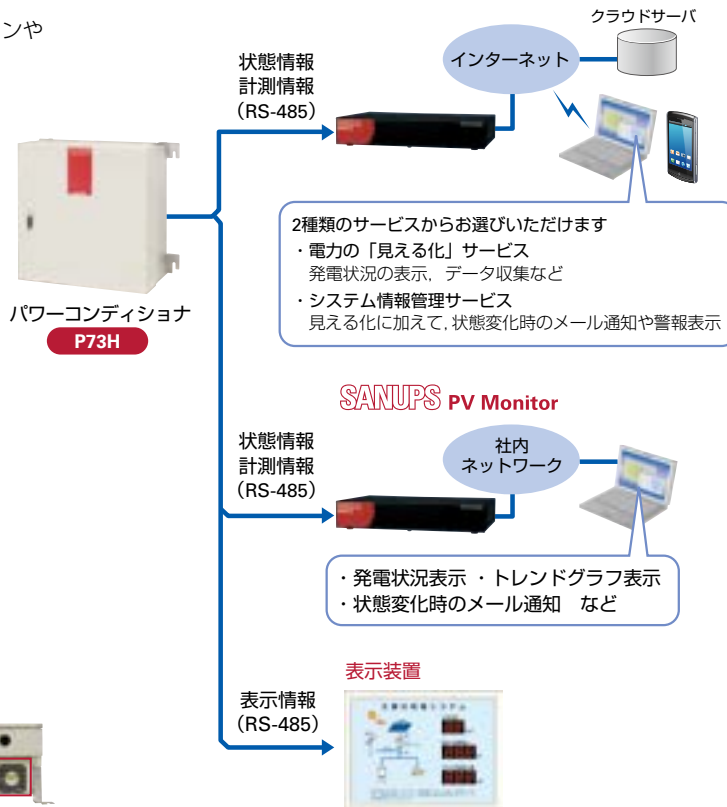 ンや
クラウドサーバ
インターネット
状態情報
計測情報
(RS-485)
2種類のサービスからお選びいただけます
・電力の「見える化」サービス
発電状況の表示，データ収集など
・システム情報管理サービス
見える化に加えて，状態変化時のメール通知や警報表示
パワーコンディショナ
P73H
SANUPS PV Monitor
状態情報
計測情報
(RS-485)
社内
ネットワーク
・発電状況表示 ・トレンドグラフ表示
・状態変化時のメール通知　など
表示装置
表示情報
(RS-485)